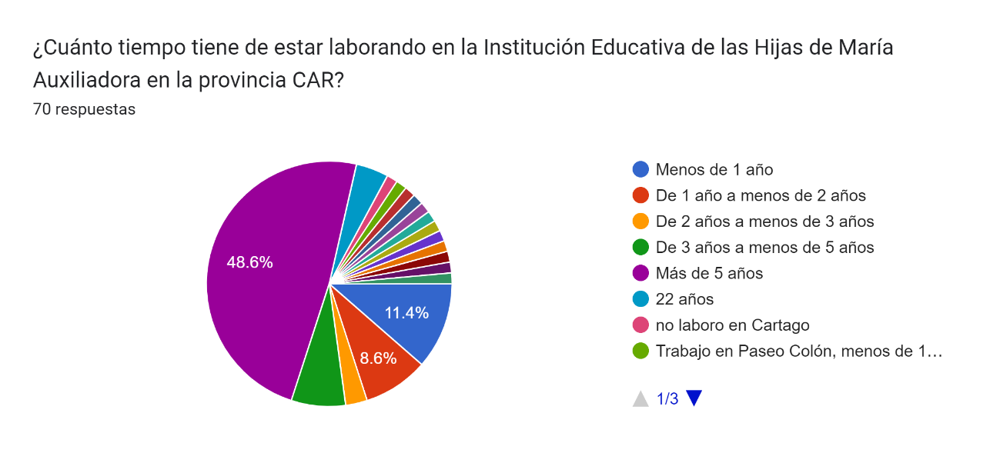 ¿Cuánto tiempo tiene de estar laborando en la Institución Educativa de las Hijas de María
Auxiliadora en la provincia CAR?
70 respuestas
48.6%
11.4%
8.6%
Menos de 1 año
De 1 año a menos de 2 años
De 2 años a menos de 3 años
De 3 años a menos de 5 años
Más de 5 años
22 años
no laboro en Cartago
Trabajo en Paseo Colón, menos de 1…
1/3